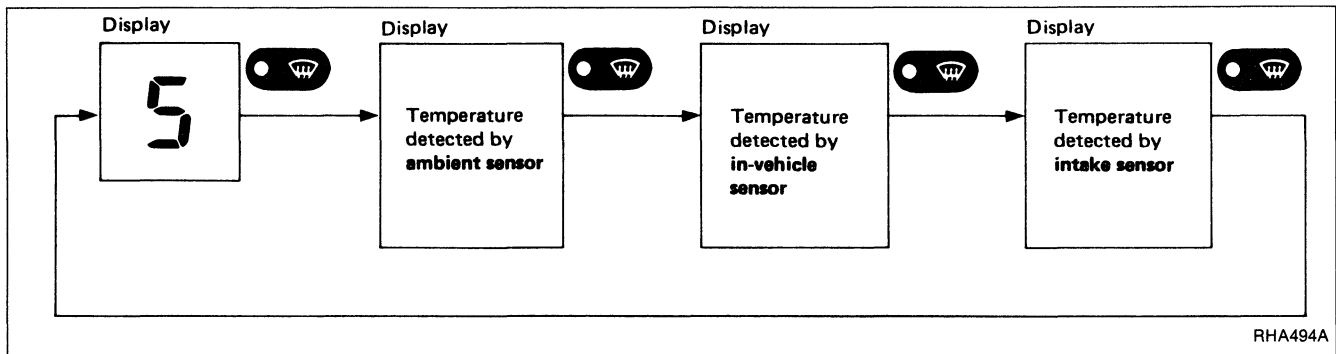 Display
5
Display
Temperature
detected by
ambient sensor
Display
Temperature
detected by
in-vehicle
sensor
Display
Temperature
detected by
intake sensor
RHA494A